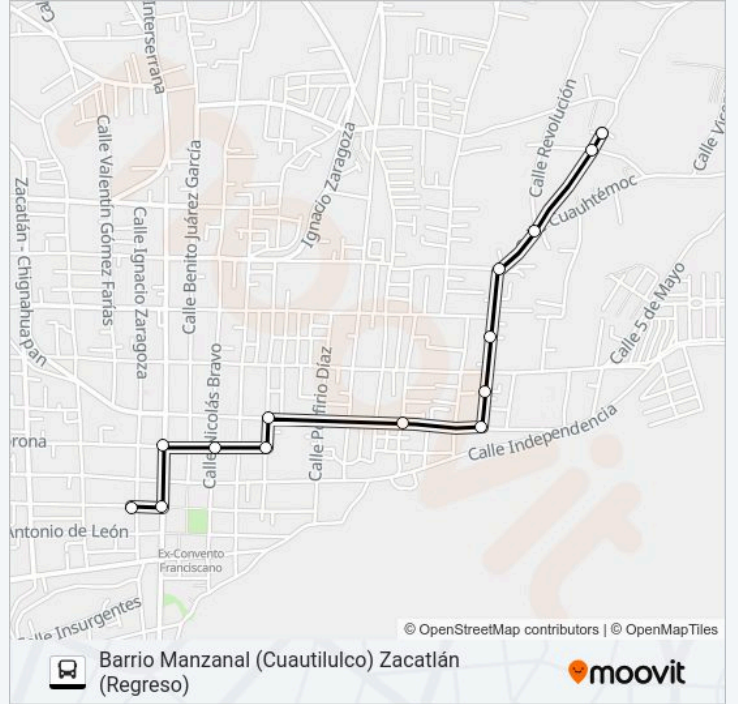 Interserrana
Calle Valentín Gómez Farías
Calle Benito Juárez García
Ignacio Zaragoza
Calle Revolución
Cuauhtémoc
Zacatlán - Chignahuapan
Calle Ignacio Zaragoza
Calle 5 de Mayo
Calle Nicolás Bravo
Calle Porfirio Díaz
Calle Independencia
orona
Antonio de León
Ex-Convento
Franciscano
Calle Insurgentes
© OpenStreetMap contributors | © OpenMapTiles
Barrio Manzanal (Cuautilulco) Zacatlán
(Regreso)
moovit